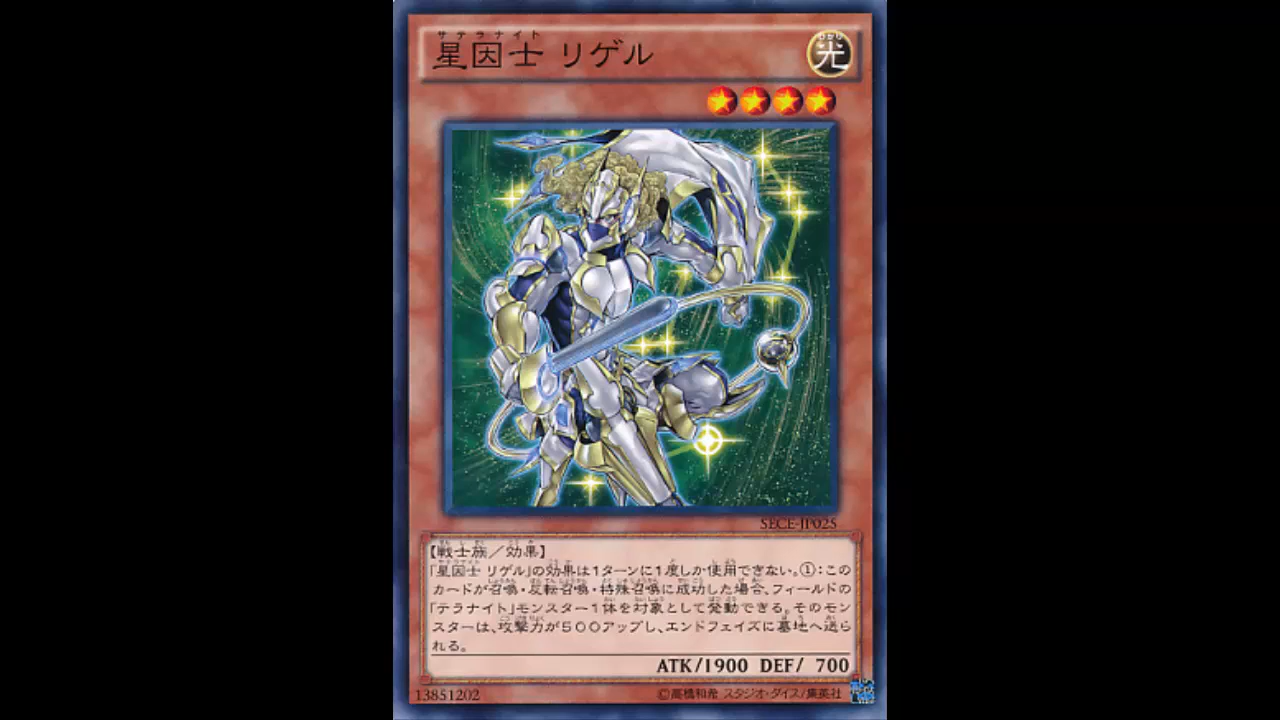 サテラナイト
星因士 リゲル
光
SECE-JP025
【戦士族／効果】
「星因士 リゲル」の効果は１ターンに１度しか使用できない。①：この
カードが召喚・反転召喚・特殊召喚に成功した場合、フィールドの
「テラナイト」モンスター１体を対象として発動できる。そのモン
スターは、攻撃力が５００アップし、エンドフェイズに墓地へ送ら
れる。
ATK/1900 DEF/ 700
13851202
©高橋和希 スタジオ・ダイス/集英社